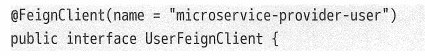 @FeignClient(name = "microservice-provider-user")
public interface UserFeignClient {